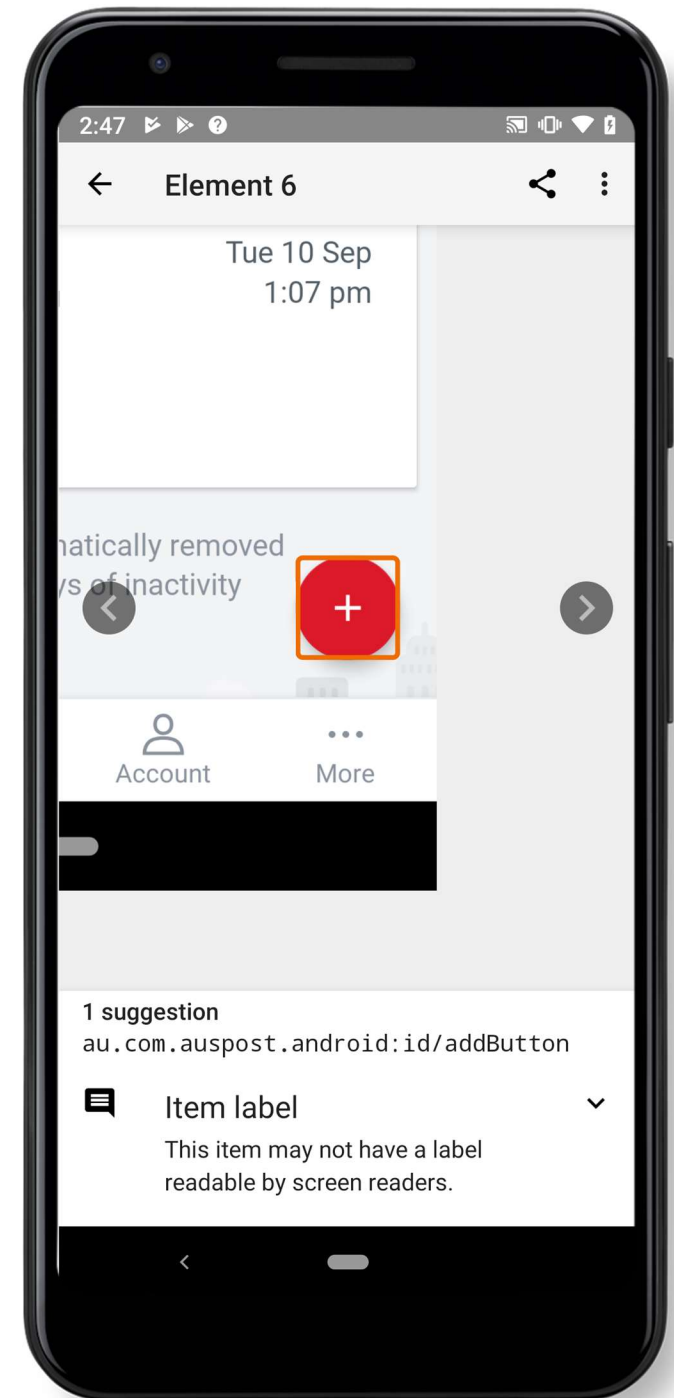 2:47
Element 6
Tue 10 Sep
1:07 pm
natically removed
ys of inactivity
Account
More
1 suggestion
au.com.auspost.android:id/addButton
Item label
This item may not have a label
readable by screen readers.